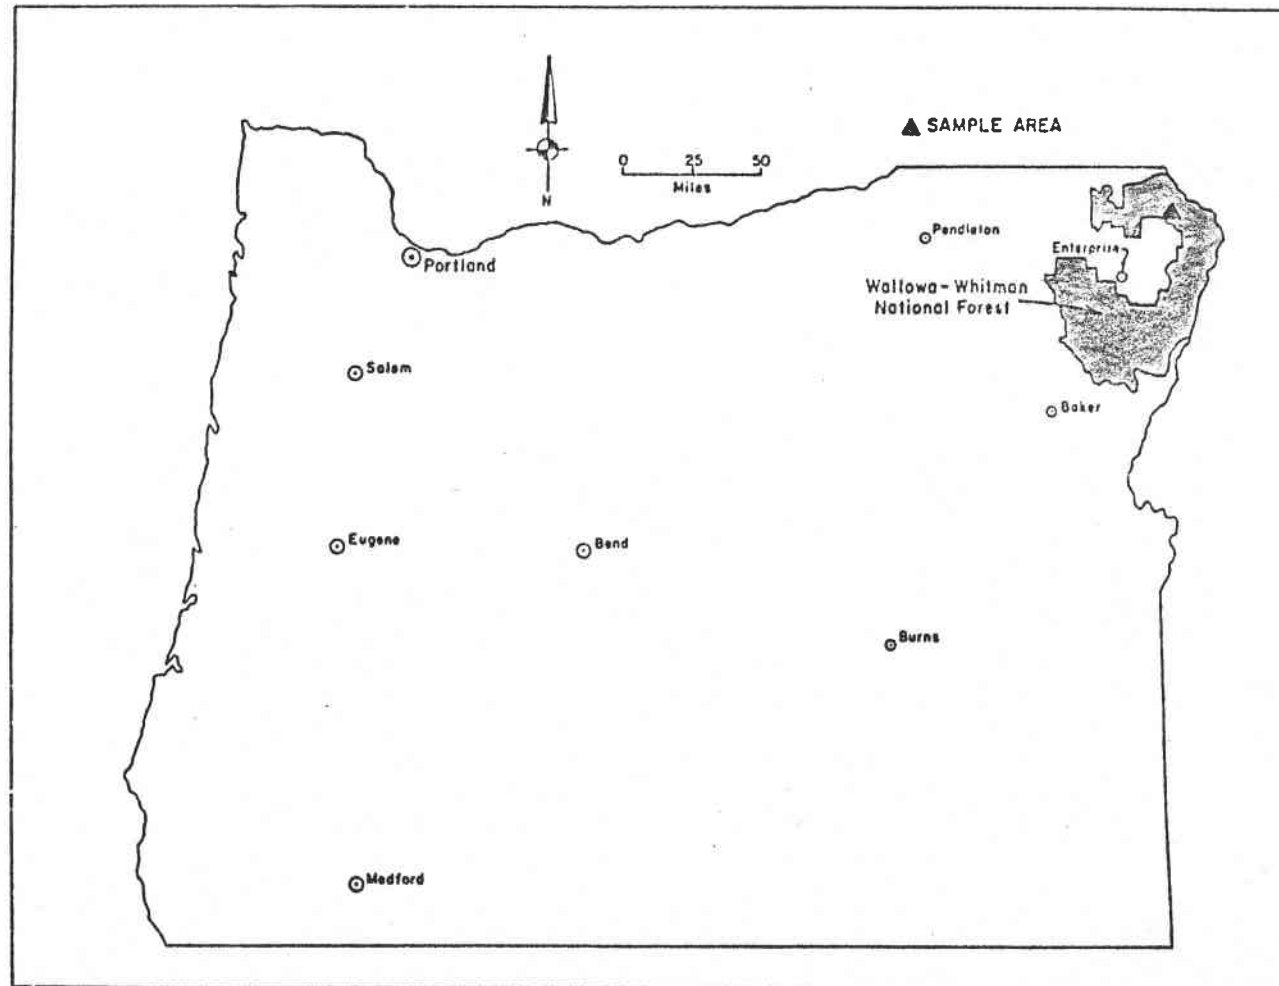 ▲ SAMPLE AREA
0 25 50
Miles
N
Pendleton
Enterprise
Portland
Wallowa-Whitman
National Forest
Salem
Baker
Eugene
Bend
Burns
Medford